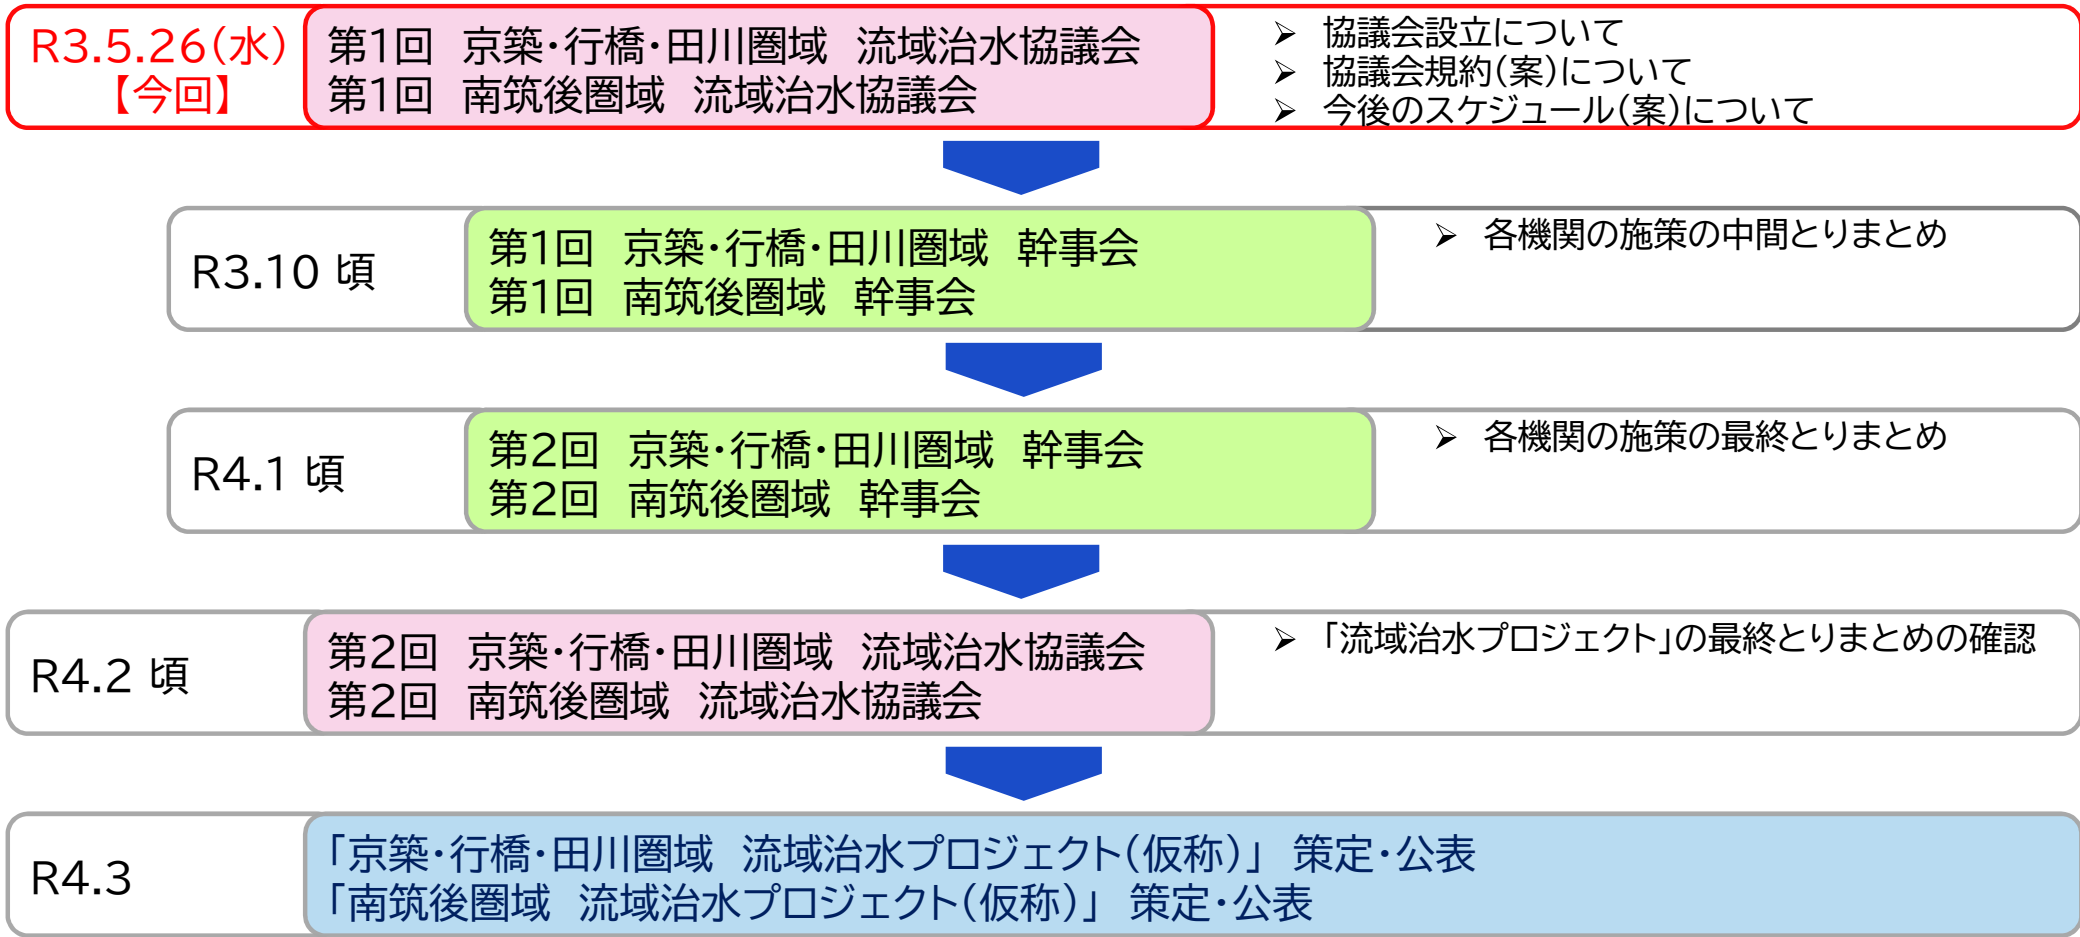 R3.5.26(水)
【今回】
第1回　京築・行橋・田川圏域　流域治水協議会
第1回　南筑後圏域　流域治水協議会
➢ 協議会設立について
➢ 協議会規約(案)について
➢ 今後のスケジュール(案)について
R3.10 頃
第1回　京築・行橋・田川圏域　幹事会
第1回　南筑後圏域　幹事会
➢ 各機関の施策の中間とりまとめ
R4.1 頃
第2回　京築・行橋・田川圏域　幹事会
第2回　南筑後圏域　幹事会
➢ 各機関の施策の最終とりまとめ
R4.2 頃
第2回　京築・行橋・田川圏域　流域治水協議会
第2回　南筑後圏域　流域治水協議会
➢ 「流域治水プロジェクト」の最終とりまとめの確認
R4.3
「京築・行橋・田川圏域　流域治水プロジェクト(仮称)」 策定・公表
「南筑後圏域　流域治水プロジェクト(仮称)」 策定・公表